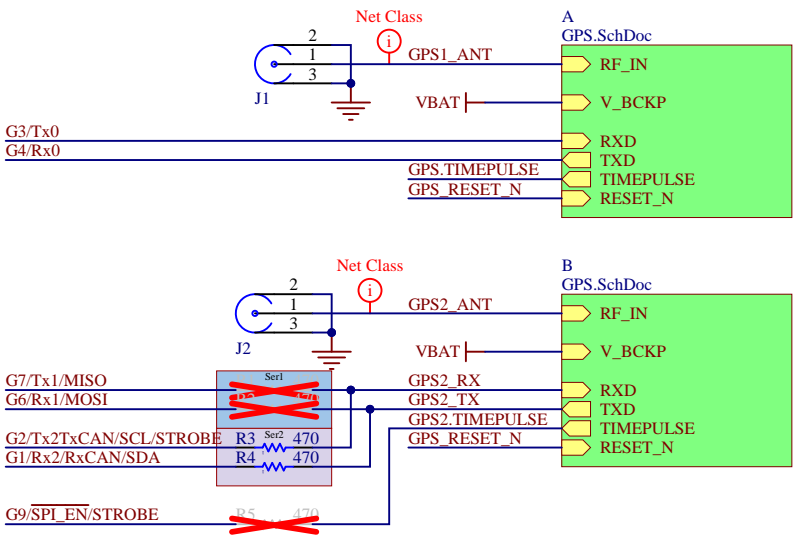 Net Class
A
GPS.SchDoc
2
1
3
J1
i
GPS1_ANT
RF_IN
VBAT
V_BCKP
G3/Tx0
RXD
G4/Rx0
TXD
GPS.TIMEPULSE
TIMEPULSE
GPS_RESET_N
RESET_N
Net Class
B
GPS.SchDoc
2
1
3
J2
i
GPS2_ANT
RF_IN
VBAT
V_BCKP
Ser1
G7/Tx1/MISO
GPS2_RX
RXD
G6/Rx1/MOSI
GPS2_TX
TXD
GPS2.TIMEPULSE
TIMEPULSE
G2/Tx2TxCAN/SCL/STROBE
R3 Ser2 470
GPS_RESET_N
RESET_N
G1/Rx2/RxCAN/SDA
R4 470
G9/SPI_EN/STROBE
R5 470